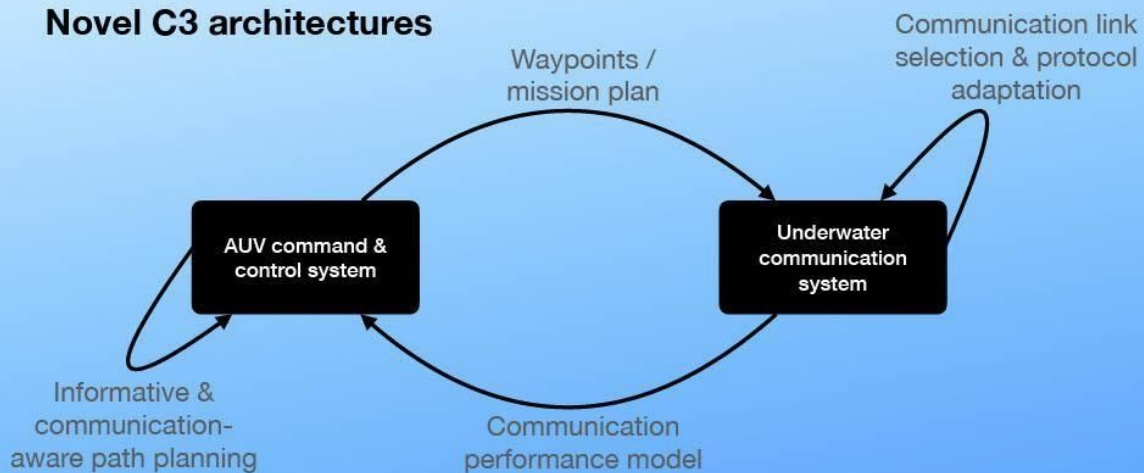 Novel C3 architectures
Communication link
selection & protocol
adaptation
Waypoints /
mission plan
AUV command &
control system
Underwater
communication
system
Informative &
communication-
aware path planning
Communication
performance model